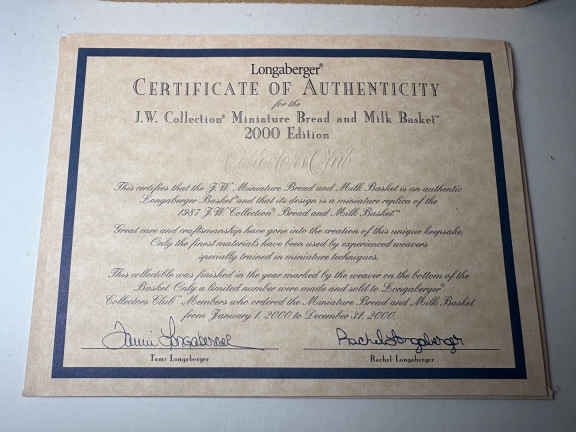 Longaberger®
CERTIFICATE OF AUTHENTICITY
for the
J.W. Collection® Miniature Bread and Milk Basket™
2000 Edition
Collectors Club
This certifies that the J.W. Miniature Bread and Milk Basket is an authentic
Longaberger Basket® and that its design is a miniature replica of the
1987 J.W. Collection® Bread and Milk Basket™
Great care and craftsmanship have gone into the creation of this unique keepsake.
Only the finest materials have been used by experienced weavers
specially trained in miniature techniques.
This collectible was finished in the year marked by the weaver on the bottom of the
Basket. Only a limited number were made and sold to Longaberger®
Collectors Club™ Members who ordered the Miniature Bread and Milk Basket
from January 1, 2000 to December 31, 2000.
Tami Longaberger Rachel Longaberger
Tami Longaberger Rachel Longaberger